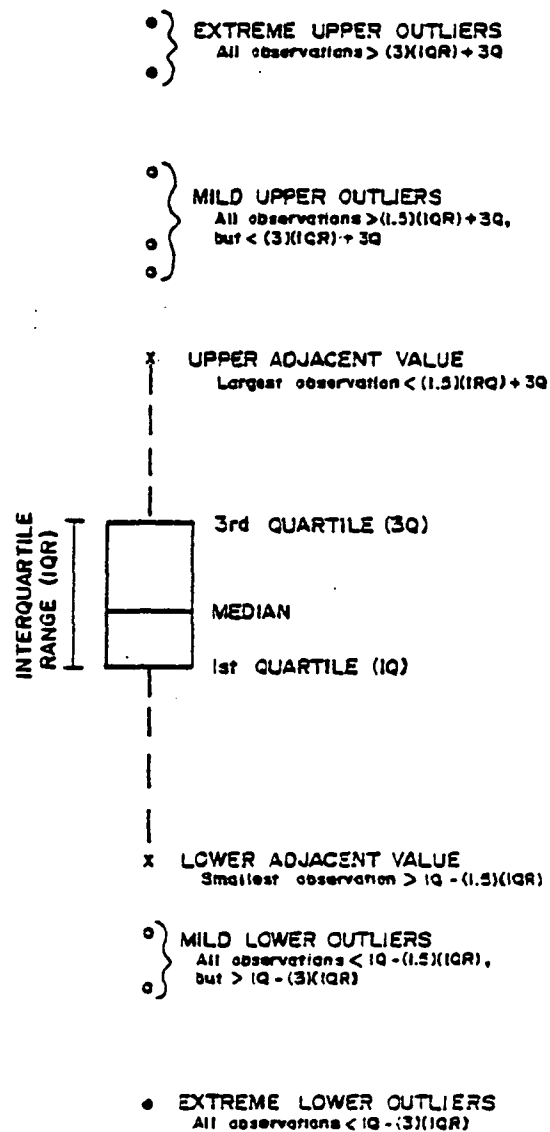 EXTREME UPPER OUTLIERS
All observations > (3)(IQR) + 3Q
MILD UPPER OUTLIERS
All observations > (1.5)(IQR) + 3Q,
but < (3)(IQR) + 3Q
UPPER ADJACENT VALUE
Largest observation < (1.5)(IRQ) + 3Q
INTERQUARTILE
RANGE (IQR)
3rd QUARTILE (3Q)
MEDIAN
1st QUARTILE (1Q)
LOWER ADJACENT VALUE
Smallest observation > 1Q - (1.5)(IQR)
MILD LOWER OUTLIERS
All observations < 1Q - (1.5)(IQR),
but > 1Q - (3)(IQR)
EXTREME LOWER OUTLIERS
All observations < 1Q - (3)(IQR)